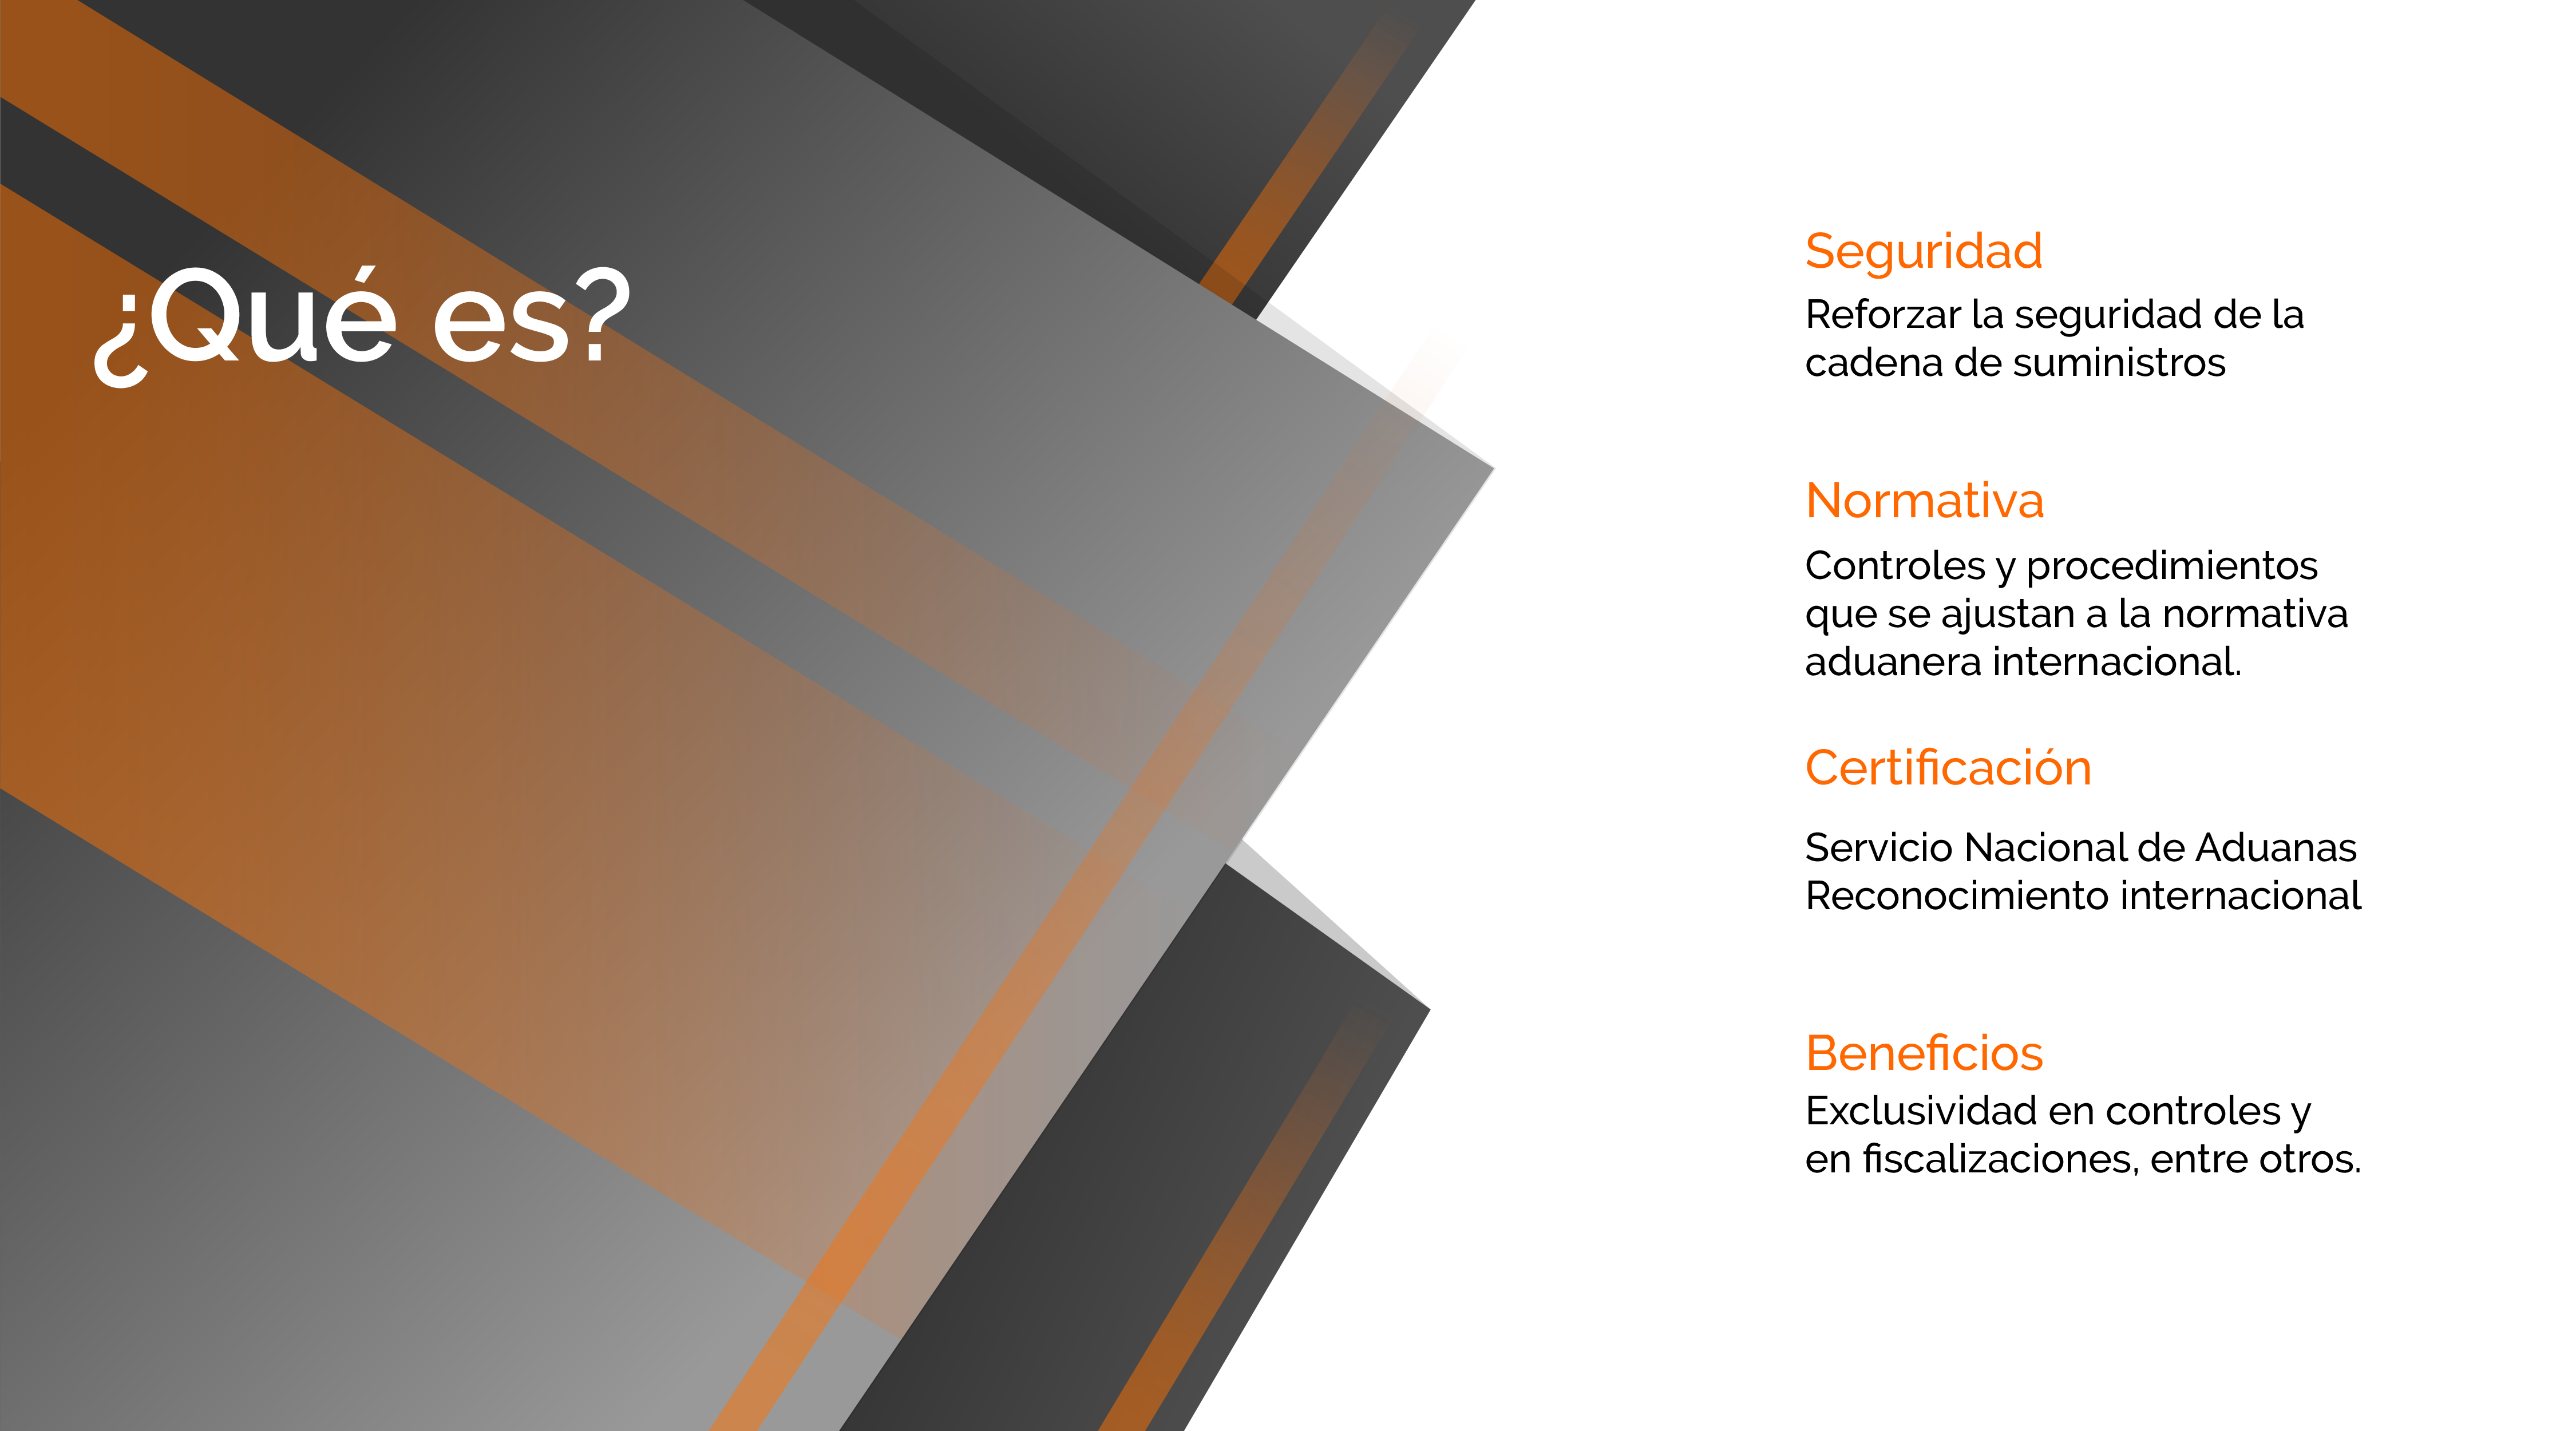 ¿Qué es?
Seguridad
Reforzar la seguridad de la
cadena de suministros
Normativa
Controles y procedimientos
que se ajustan a la normativa
aduanera internacional.
Certificación
Servicio Nacional de Aduanas
Reconocimiento internacional
Beneficios
Exclusividad en controles y
en fiscalizaciones, entre otros.